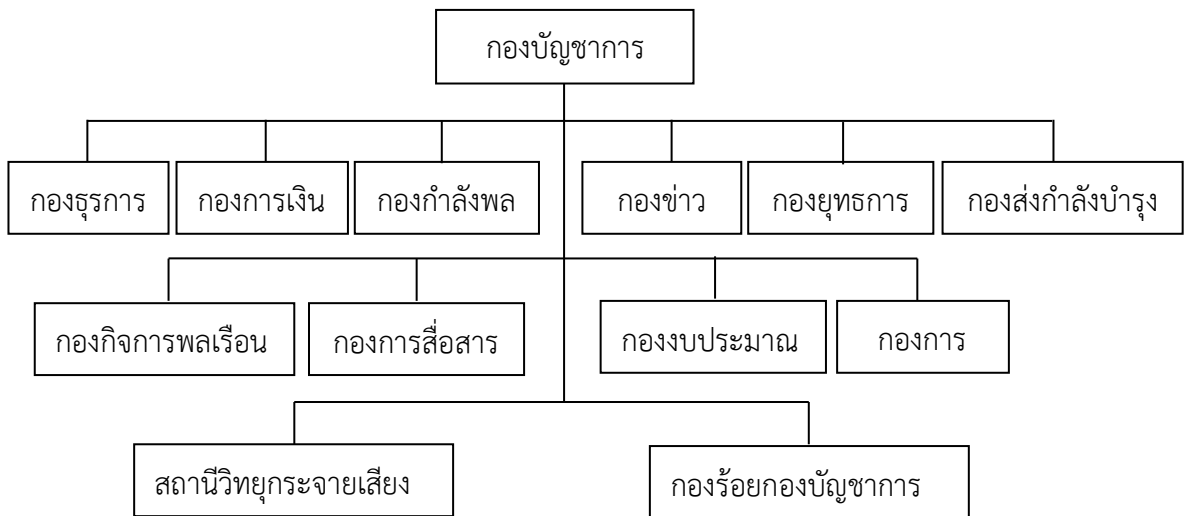 กองบัญชาการ
กองธุรการ กองการเงิน กองกำลังพล กองข่าว กองยุทธการ กองส่งกำลังบำรุง
กองกิจการพลเรือน กองการสื่อสาร กองงบประมาณ กองการ
สถานีวิทยุกระจายเสียง กองร้อยกองบัญชาการ